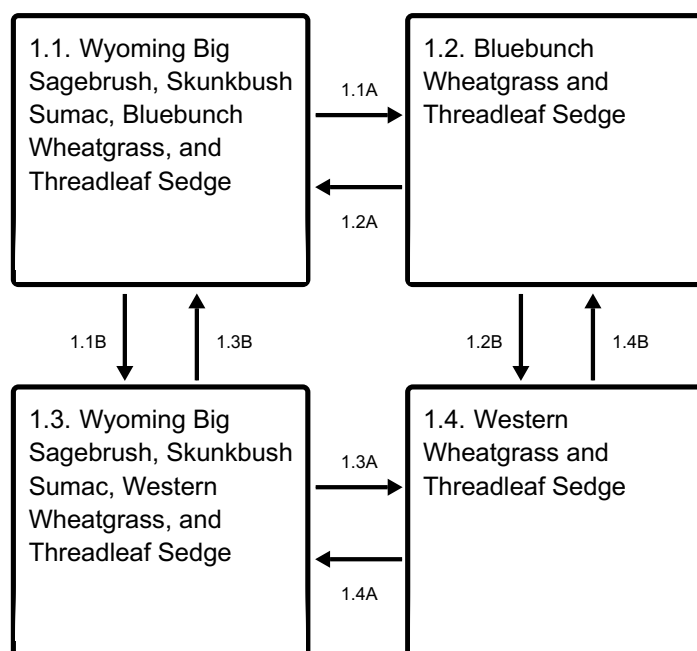 1.1. Wyoming Big
Sagebrush, Skunkbush
Sumac, Bluebunch
Wheatgrass, and
Threadleaf Sedge
1.1A
1.2A
1.2. Bluebunch
Wheatgrass and
Threadleaf Sedge
1.1B
1.3B
1.2B
1.4B
1.3. Wyoming Big
Sagebrush, Skunkbush
Sumac, Western
Wheatgrass, and
Threadleaf Sedge
1.3A
1.4A
1.4. Western
Wheatgrass and
Threadleaf Sedge